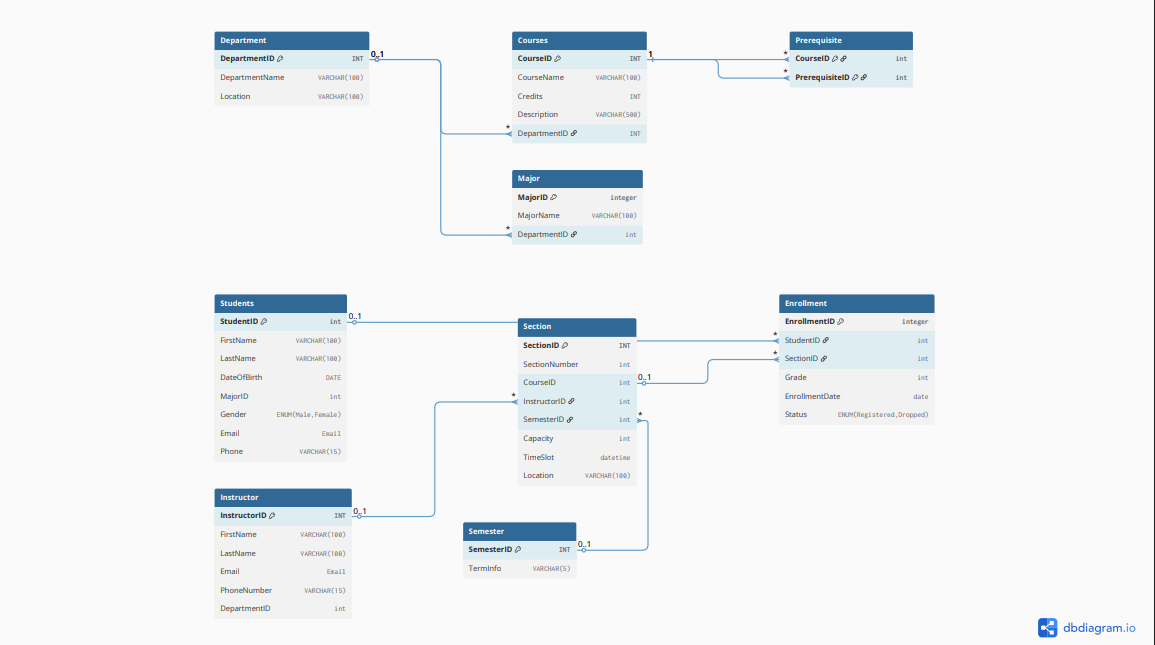 Department
DepartmentID INT
DepartmentName VARCHAR(100)
Location VARCHAR(100)
0..1
Courses
CourseID INT
CourseName VARCHAR(100)
Credits INT
Description VARCHAR(500)
DepartmentID INT
1
*
Prerequisite
CourseID int
PrerequisiteID int
*
*
Major
MajorID integer
MajorName VARCHAR(100)
DepartmentID int
*
Students
StudentID int
FirstName VARCHAR(100)
LastName VARCHAR(100)
DateOfBirth DATE
MajorID int
Gender ENUM(Male,Female)
Email Email
Phone VARCHAR(15)
0..1
Section
SectionID INT
SectionNumber int
CourseID int
InstructorID int
SemesterID int
Capacity int
TimeSlot datetime
Location VARCHAR(100)
0..1
*
*
Enrollment
EnrollmentID integer
StudentID int
SectionID int
Grade int
EnrollmentDate date
Status ENUM(Registered,Dropped)
*
*
Instructor
InstructorID INT
FirstName VARCHAR(100)
LastName VARCHAR(100)
Email Email
PhoneNumber VARCHAR(15)
DepartmentID int
0..1
Semester
SemesterID INT
TermInfo VARCHAR(5)
0..1
dbdiagram.io